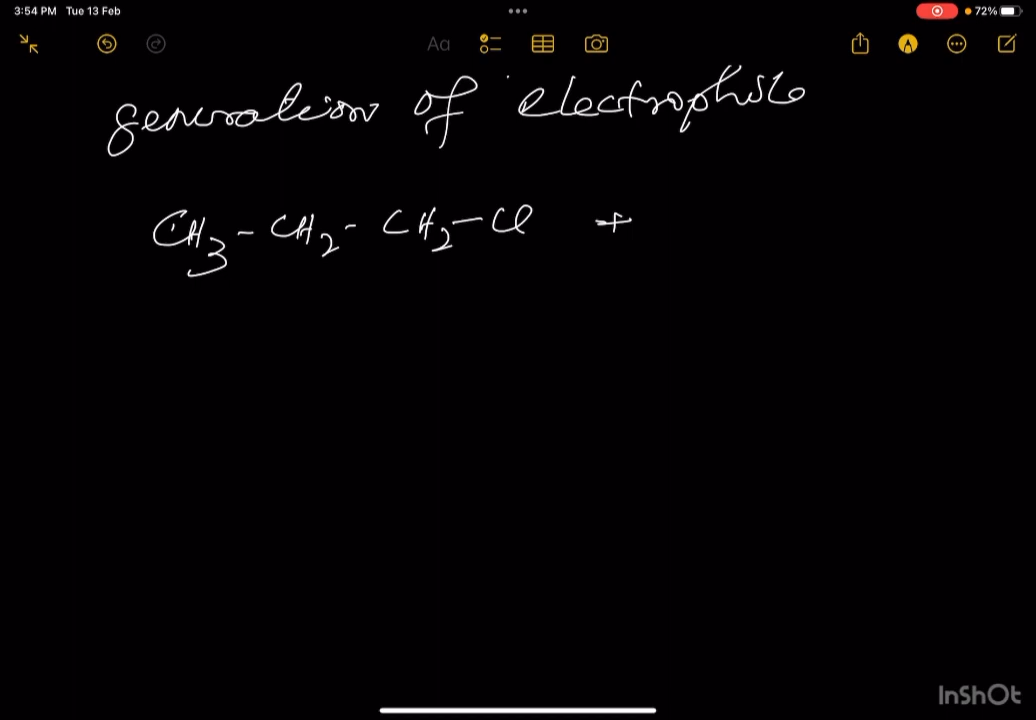 3:54 PM Tue 13 Feb
72%
Aa
generation of electrophile
CH₃-CH₂-CH₂-Cl +
InShOt